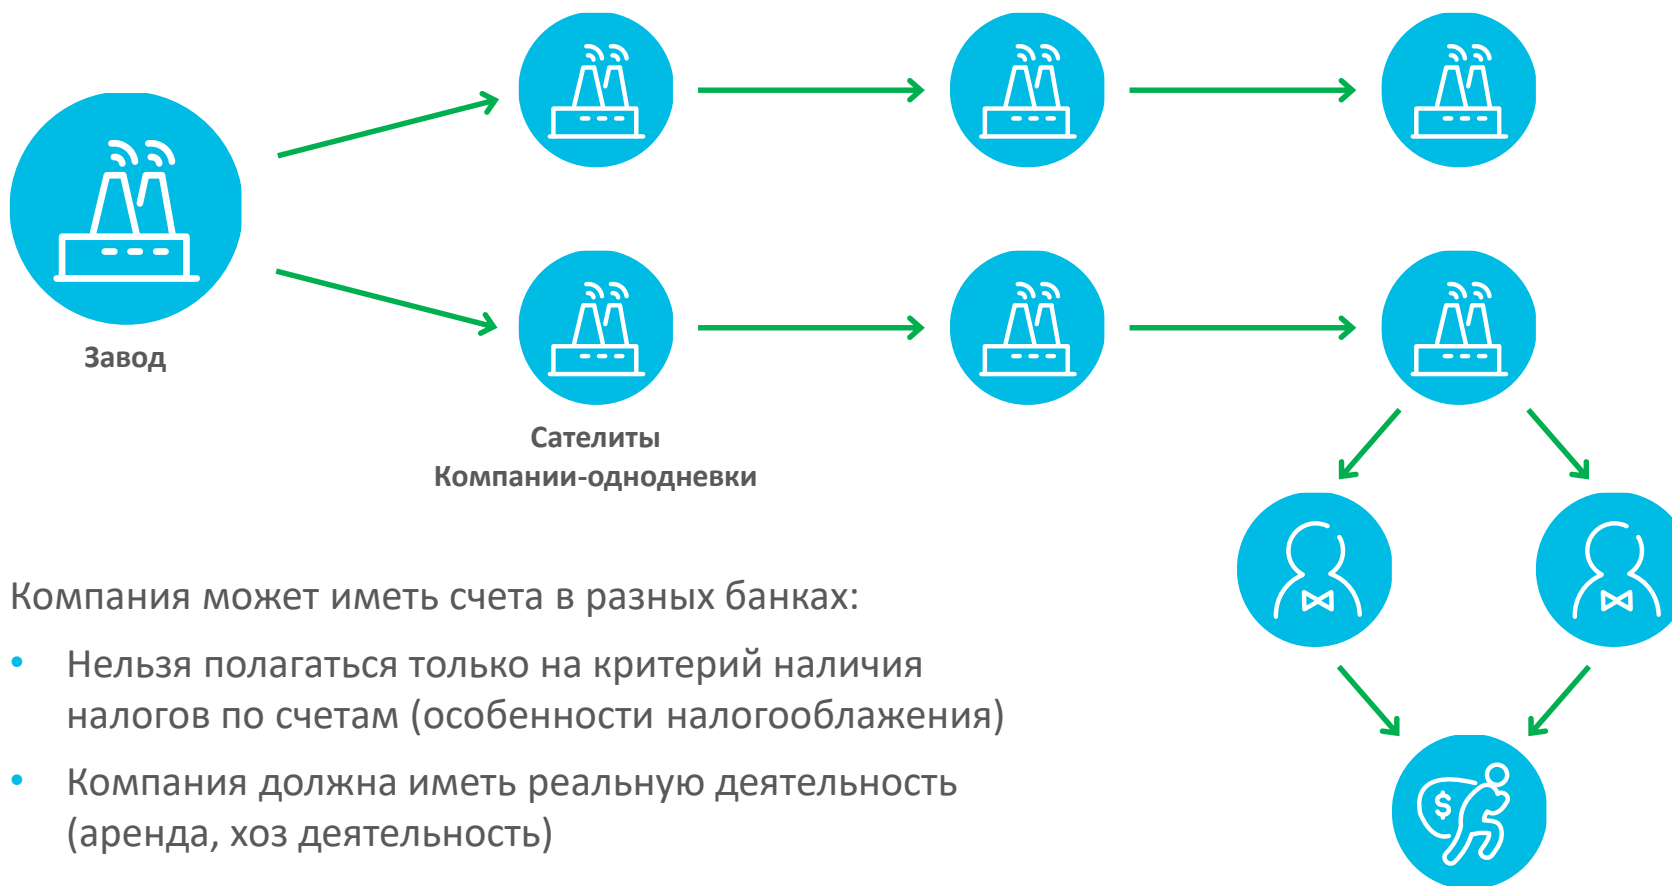 Завод
Сателиты
Компании-однодневки
Компания может иметь счета в разных банках:
• Нельзя полагаться только на критерий наличия
налогов по счетам (особенности налогооблажения)
• Компания должна иметь реальную деятельность
(аренда, хоз деятельность)
$